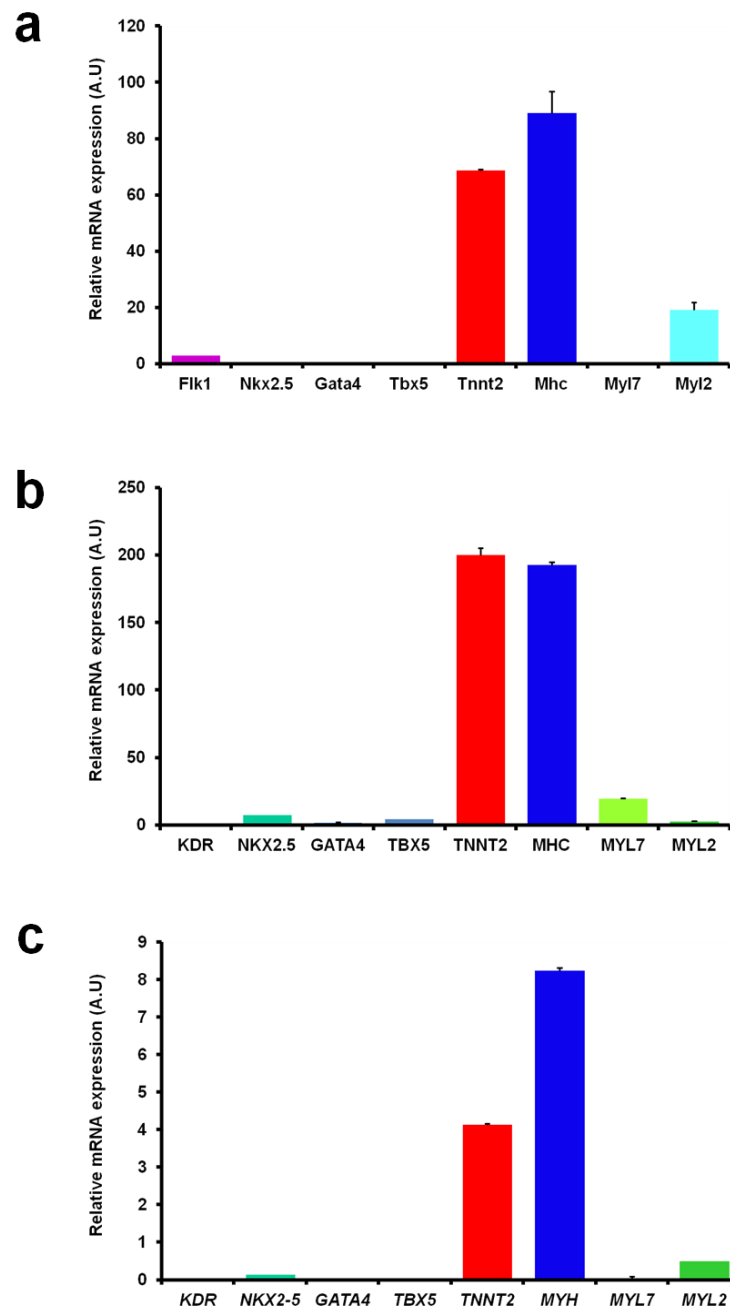 a
Relative mRNA expression (A.U)
120
100
80
60
40
20
0
Flk1 Nkx2.5 Gata4 Tbx5 Tnnt2 Mhc Myl7 Myl2
b
Relative mRNA expression (A.U)
250
200
150
100
50
0
KDR NKX2.5 GATA4 TBX5 TNNT2 MHC MYL7 MYL2
c
Relative mRNA expression (A.U)
9
8
7
6
5
4
3
2
1
0
KDR NKX2-5 GATA4 TBX5 TNNT2 MYH MYL7 MYL2